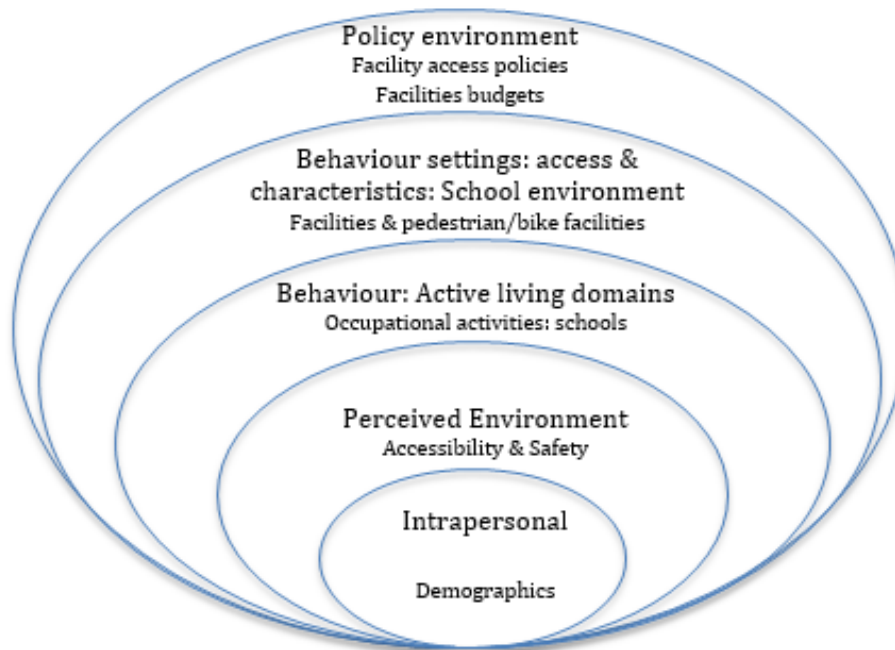 Policy environment
Facility access policies
Facilities budgets
Behaviour settings: access &
characteristics: School environment
Facilities & pedestrian/bike facilities
Behaviour: Active living domains
Occupational activities: schools
Perceived Environment
Accessibility & Safety
Intrapersonal
Demographics